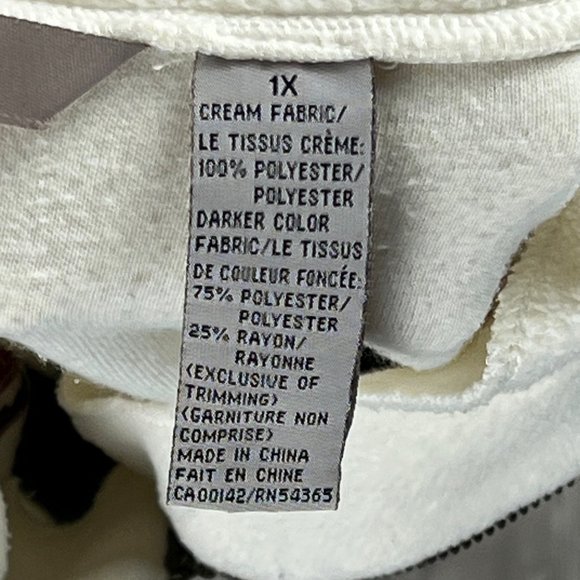 1X
CREAM FABRIC/
LE TISSUS CRÈME:
100% POLYESTER/
POLYESTER
DARKER COLOR
FABRIC/LE TISSUS
DE COULEUR FONCÉE:
75% POLYESTER/
POLYESTER
25% RAYON/
RAYONNE
(EXCLUSIVE OF
TRIMMING)
(GARNITURE NON
COMPRISE)
MADE IN CHINA
FAIT EN CHINE
CA00142/RN54365